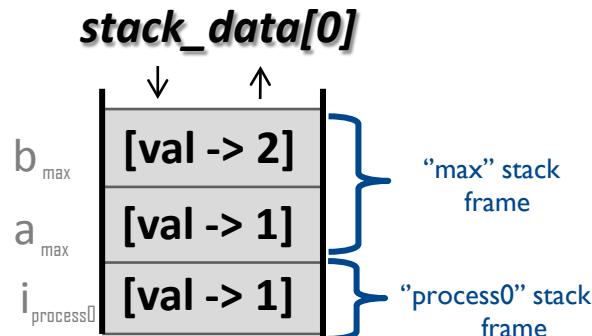 stack_data[0]
b max [val -> 2]
a max [val -> 1]
"max" stack
frame
i process0 [val -> 1]
"process0" stack
frame